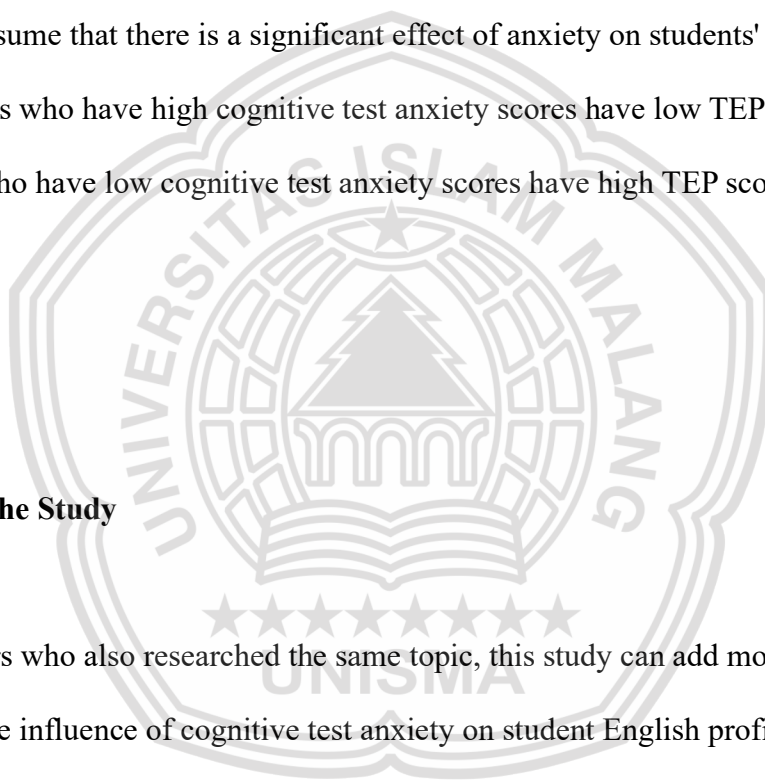 sume that there is a significant effect of anxiety on students'
s who have high cognitive test anxiety scores have low TEP
ho have low cognitive test anxiety scores have high TEP sco
UNIVERSITAS ISLAM MALANG
he Study
rs who also researched the same topic, this study can add mo
UNISMA
e influence of cognitive test anxiety on student English profi